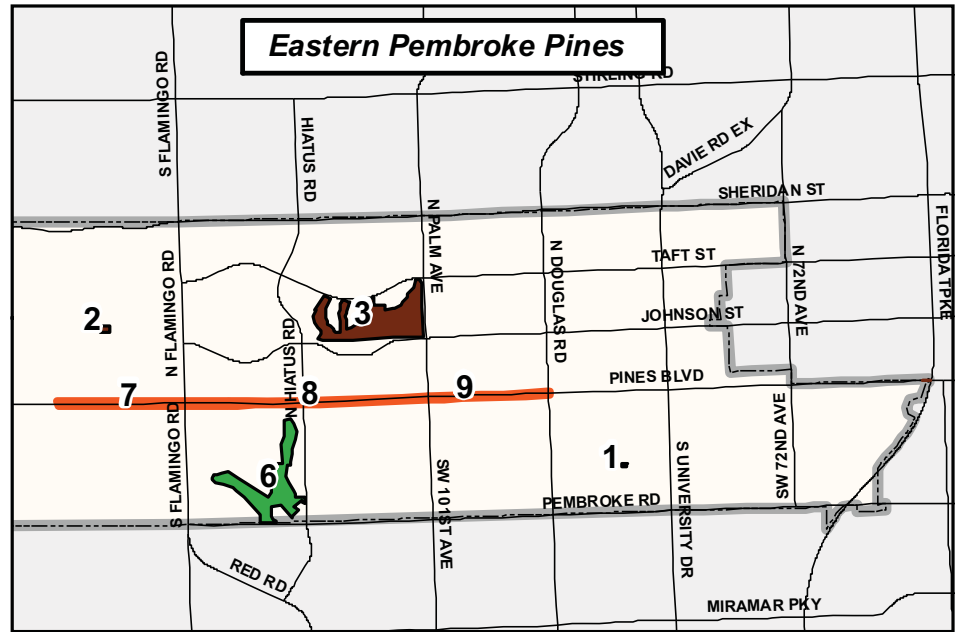 Eastern Pembroke Pines
STIRLING RD
S FLAMINGO RD
HIATUS RD
DAVIE RD EX
SHERIDAN ST
N PALM AVE
FLORIDA TPKE
N FLAMINGO RD
N DOUGLAS RD
TAFT ST
N 72ND AVE
2
3
JOHNSON ST
N HIATUS RD
PINES BLVD
7
8
9
S FLAMINGO RD
6
1
SW 72ND AVE
SW 101ST AVE
S UNIVERSITY DR
PEMBROKE RD
RED RD
MIRAMAR PKY